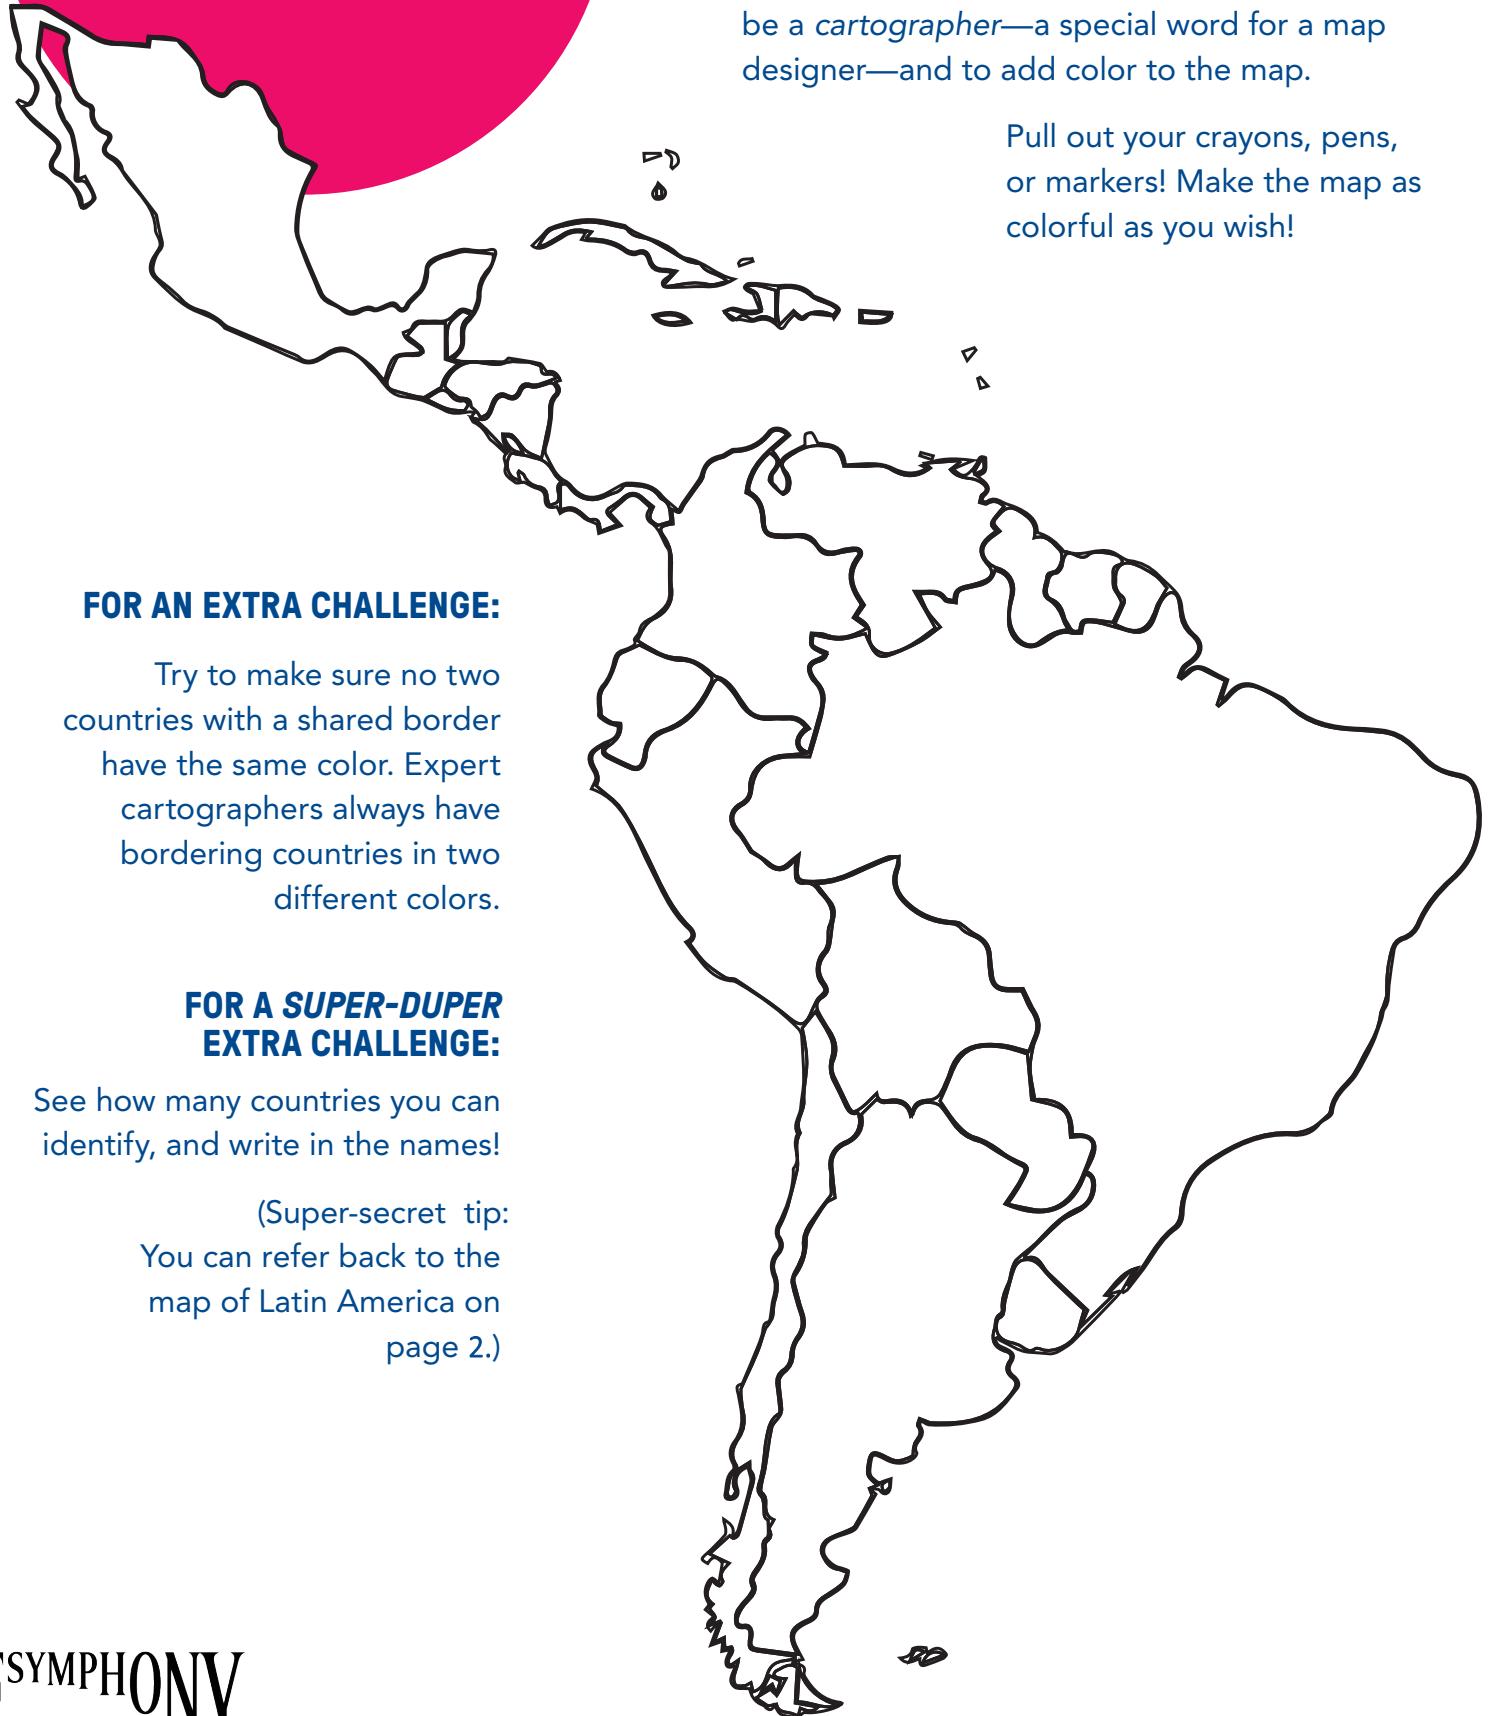 be a cartographer—a special word for a map
designer—and to add color to the map.
Pull out your crayons, pens,
or markers! Make the map as
colorful as you wish!
FOR AN EXTRA CHALLENGE:
Try to make sure no two
countries with a shared border
have the same color. Expert
cartographers always have
bordering countries in two
different colors.
FOR A SUPER-DUPER
EXTRA CHALLENGE:
See how many countries you can
identify, and write in the names!
(Super-secret tip:
You can refer back to the
map of Latin America on
page 2.)
SYMPHONY